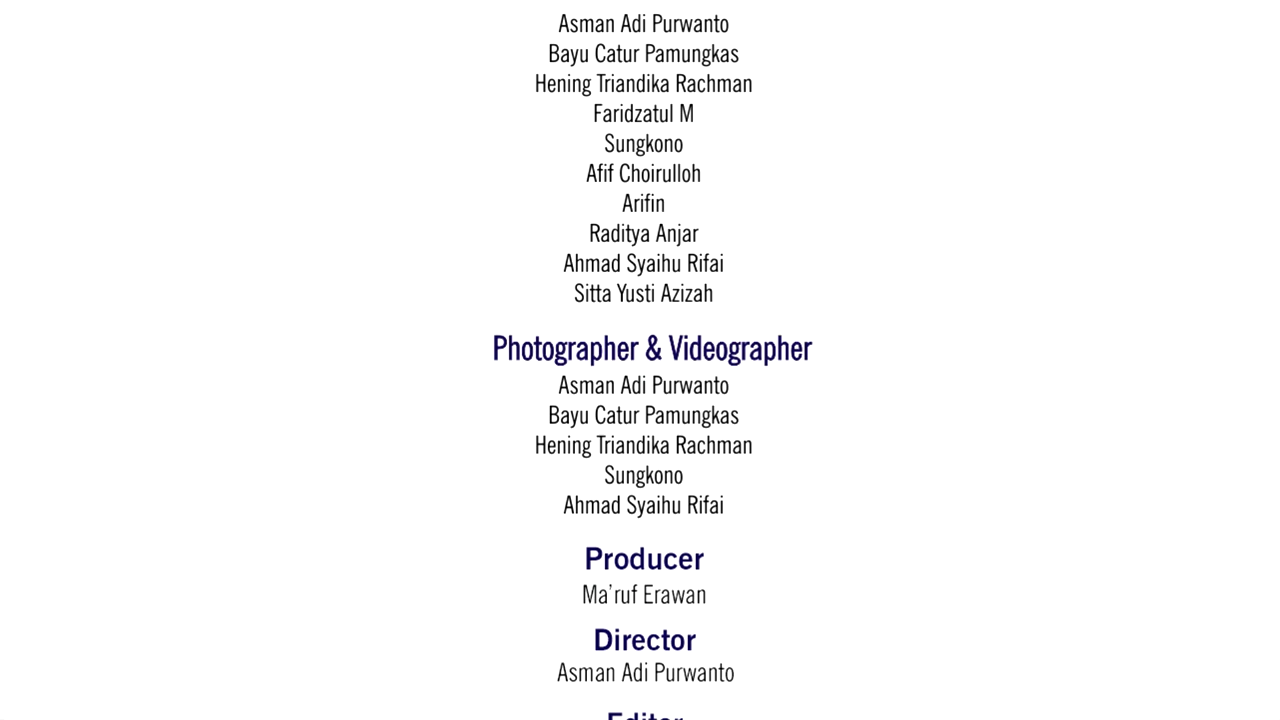 Asman Adi Purwanto
Bayu Catur Pamungkas
Hening Triandika Rachman
Faridzatul M
Sungkono
Afif Choirulloh
Arifin
Raditya Anjar
Ahmad Syaihu Rifai
Sitta Yusti Azizah
Photographer & Videographer
Asman Adi Purwanto
Bayu Catur Pamungkas
Hening Triandika Rachman
Sungkono
Ahmad Syaihu Rifai
Producer
Ma'ruf Erawan
Director
Asman Adi Purwanto
Editor